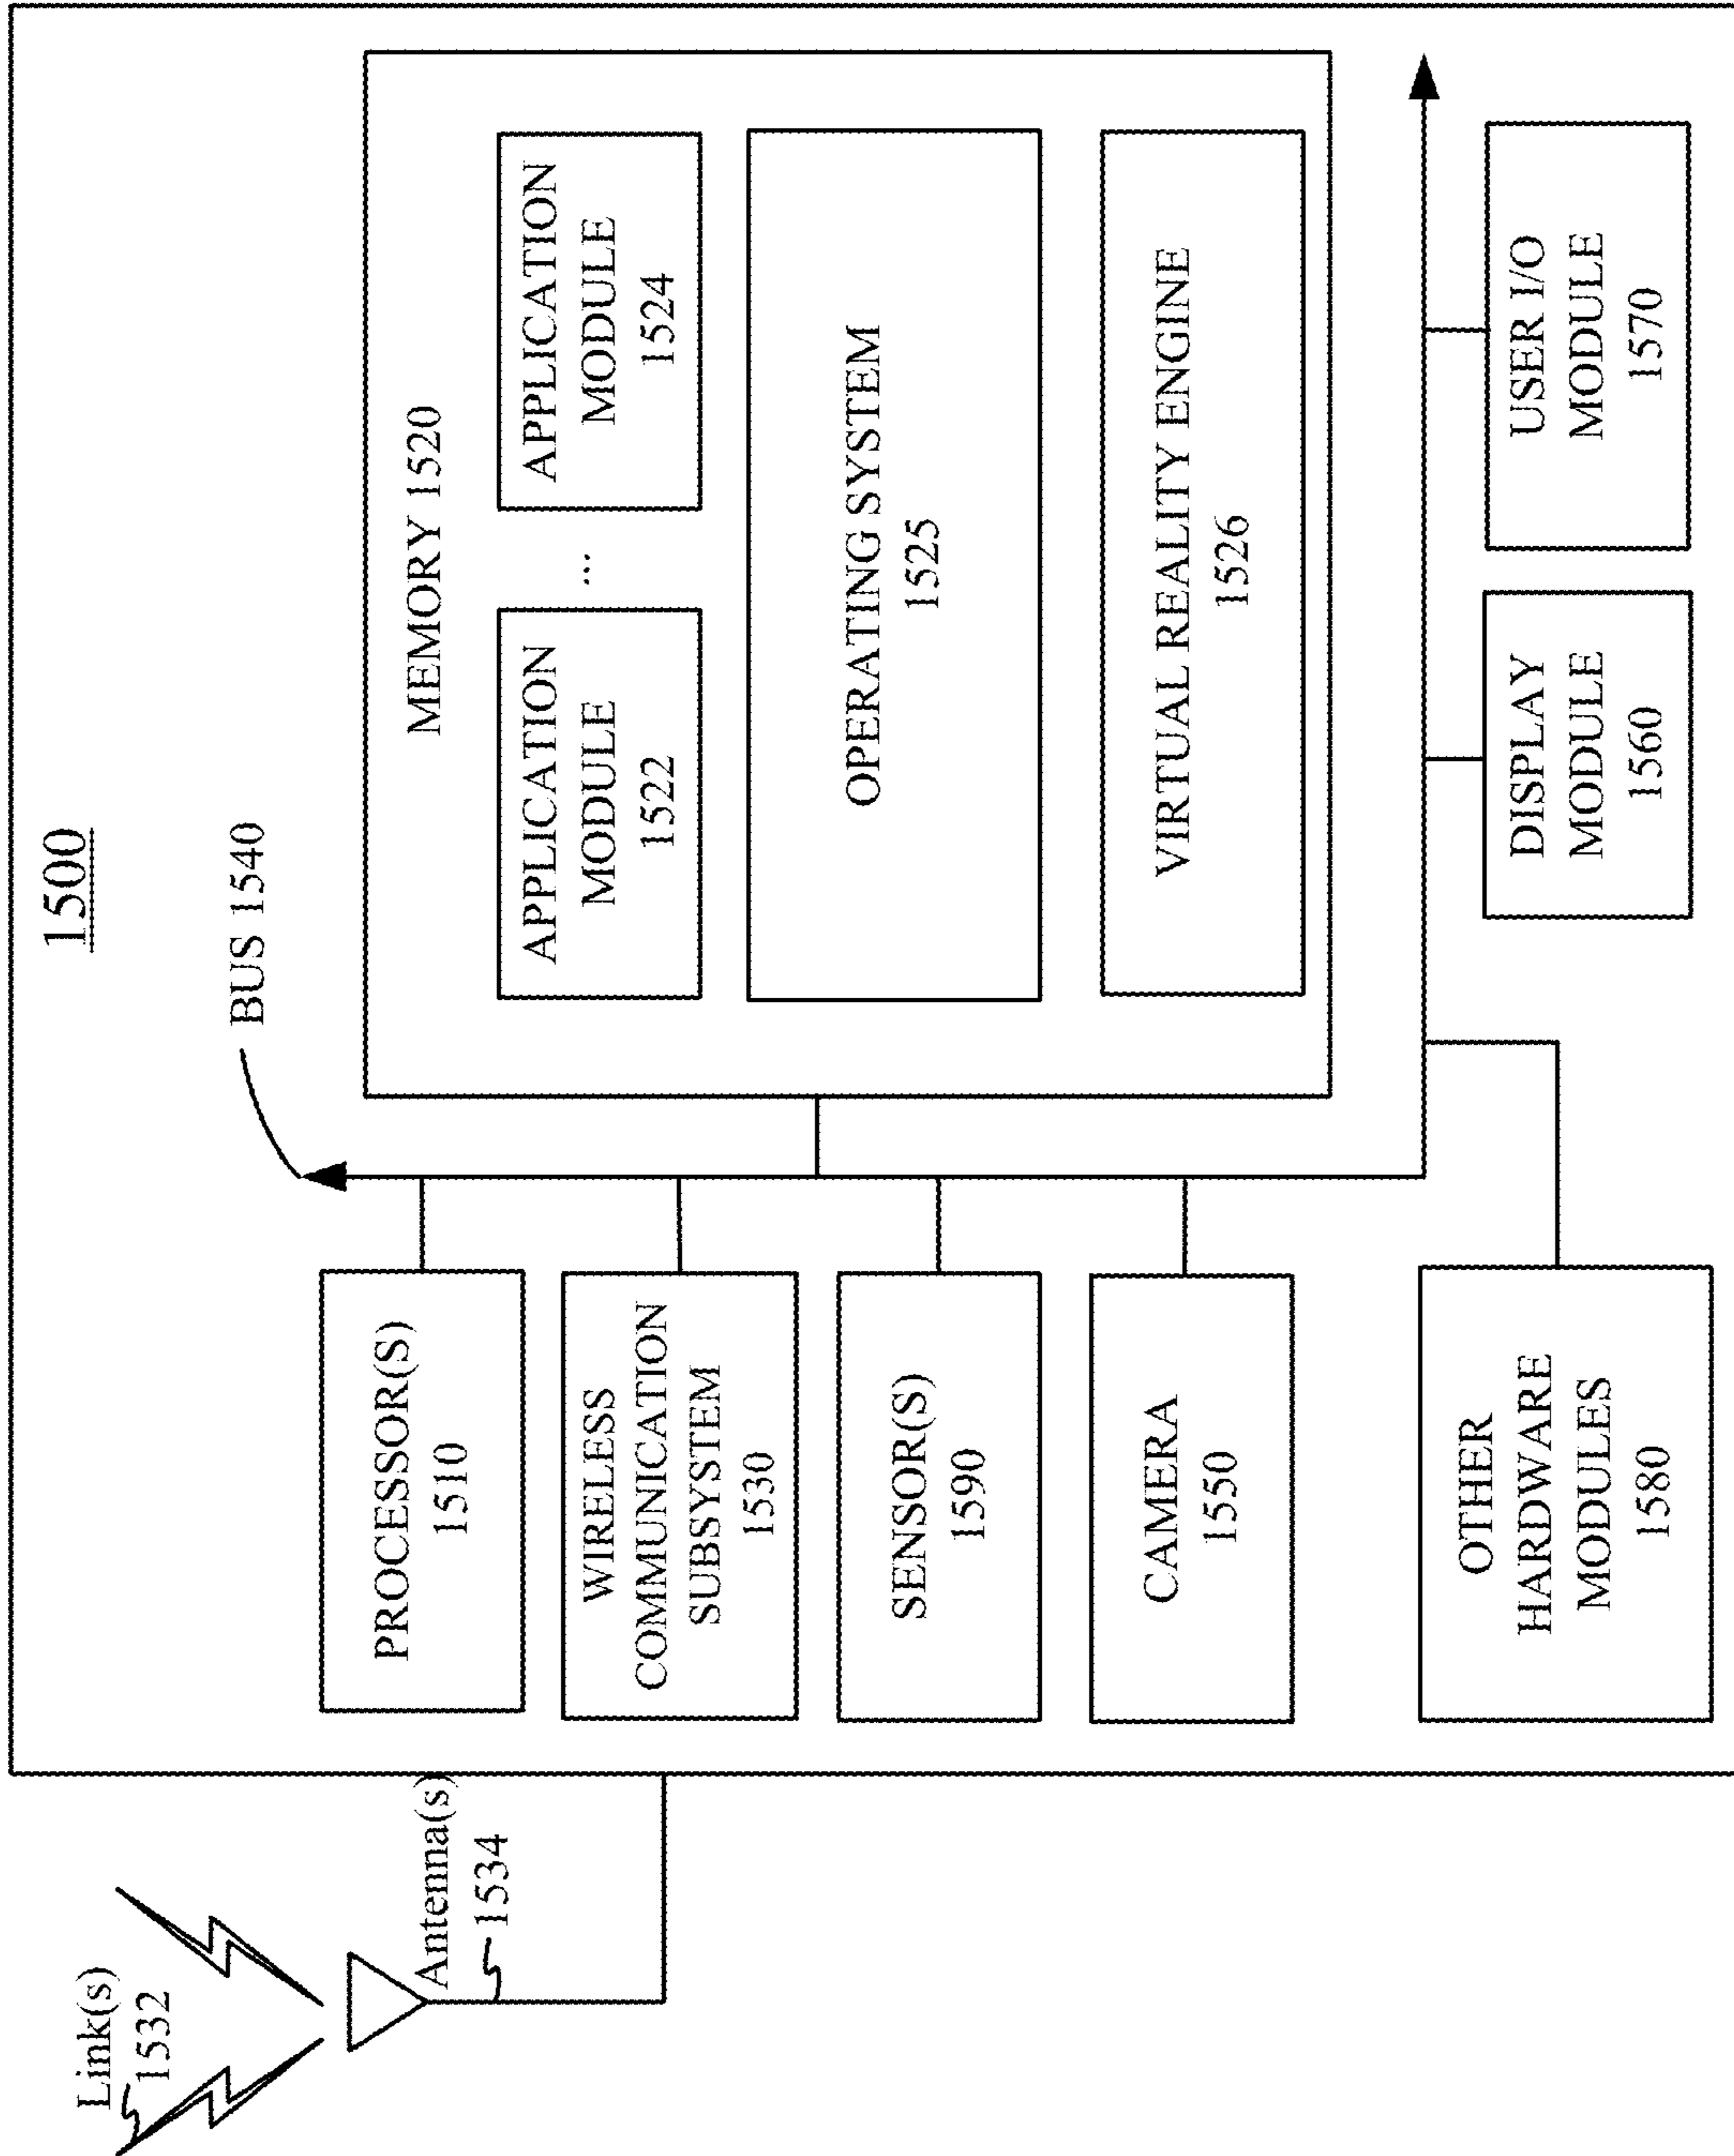 1500
Link(s)
1532
Antenna(s)
1534
BUS 1540
PROCESSOR(S)
1510
WIRELESS
COMMUNICATION
SUBSYSTEM
1530
SENSOR(S)
1590
CAMERA
1550
OTHER
HARDWARE
MODULES
1580
MEMORY 1520
APPLICATION
MODULE
1522
...
APPLICATION
MODULE
1524
OPERATING SYSTEM
1525
VIRTUAL REALITY ENGINE
1526
DISPLAY
MODULE
1560
USER I/O
MODULE
1570